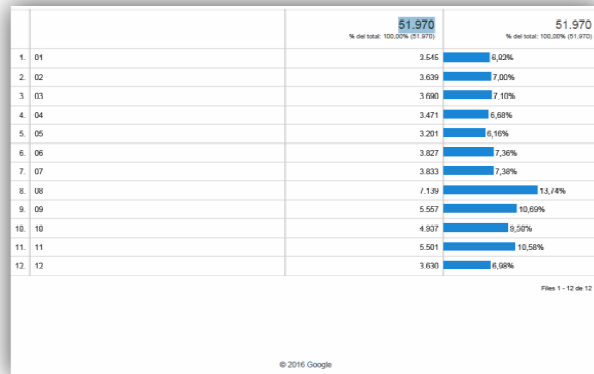 51.970 51.970
% del total: 100,00% (51.970) % del total: 100,00% (51.970)
1. 01 3.545 6,82%
2. 02 3.639 7,00%
3. 03 3.690 7,10%
4. 04 3.471 6,68%
5. 05 3.201 6,16%
6. 06 3.827 7,36%
7. 07 3.833 7,38%
8. 08 7.139 13,74%
9. 09 5.557 10,69%
10. 10 4.937 9,50%
11. 11 5.501 10,58%
12. 12 3.630 6,98%
Files 1 - 12 de 12
© 2016 Google